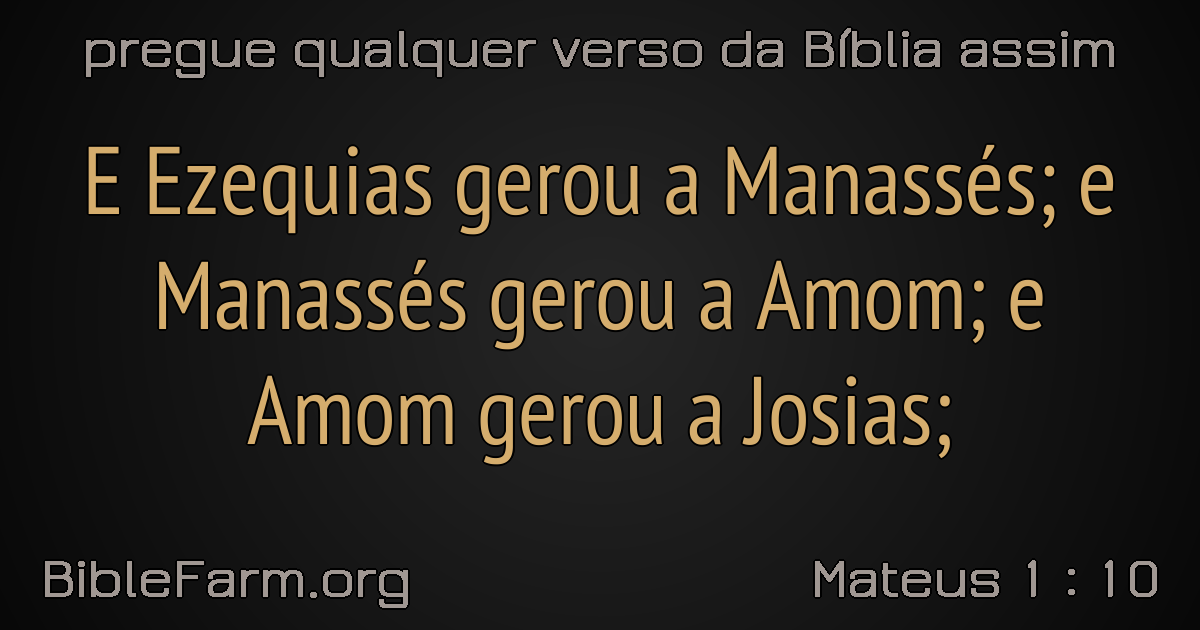 pregue qualquer verso da Bíblia assim
E Ezequias gerou a Manassés; e
Manassés gerou a Amom; e
Amom gerou a Josias;
BibleFarm.org
Mateus 1 : 10